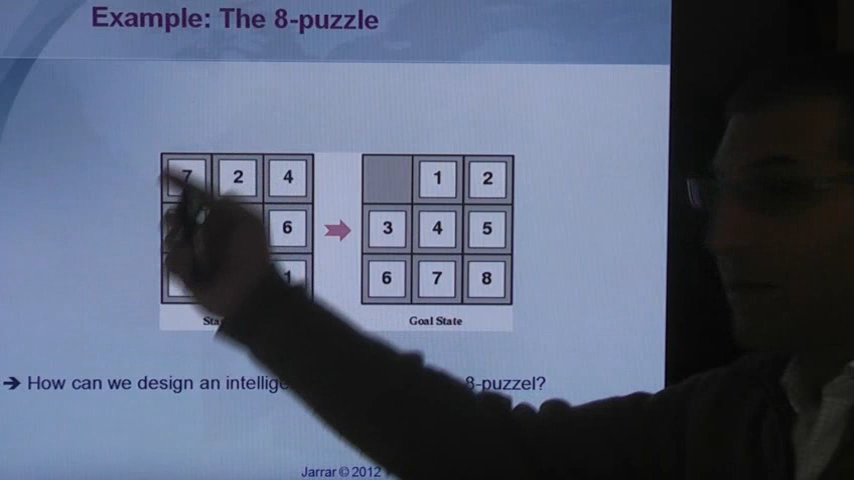 Example: The 8-puzzle
7 2 4 1 2
6 3 4 5
1 6 7 8
Goal State
➔ How can we design an 8-puzzel?
Jarrar © 2012